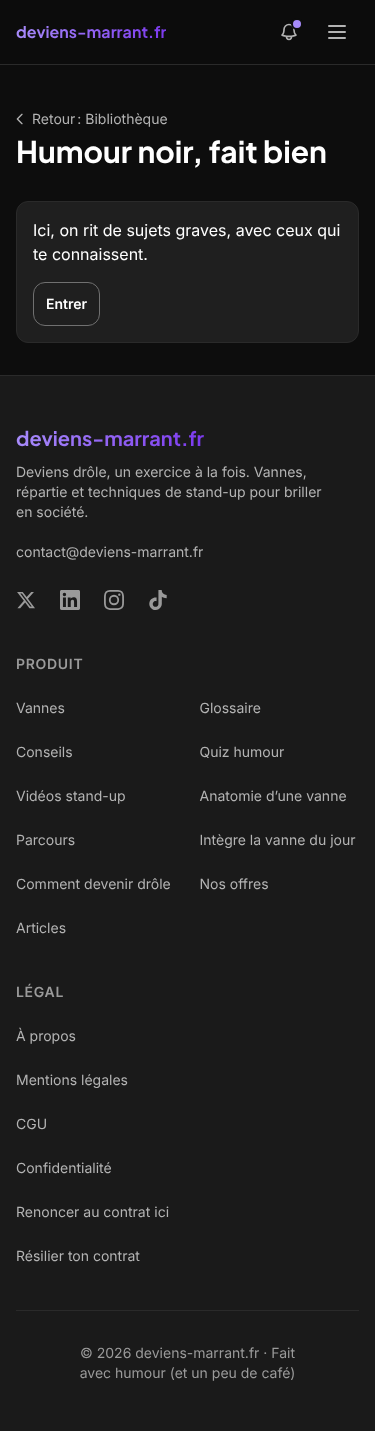 deviens-marrant.fr
Retour : Bibliothèque
Humour noir, fait bien
Ici, on rit de sujets graves, avec ceux qui
te connaissent.
Entrer
deviens-marrant.fr
Deviens drôle, un exercice à la fois. Vannes,
répartie et techniques de stand-up pour briller
en société.
contact@deviens-marrant.fr
PRODUIT
Vannes
Glossaire
Conseils
Quiz humour
Vidéos stand-up
Anatomie d’une vanne
Parcours
Intègre la vanne du jour
Comment devenir drôle
Nos offres
Articles
LÉGAL
À propos
Mentions légales
CGU
Confidentialité
Renoncer au contrat ici
Résilier ton contrat
© 2026 deviens-marrant.fr · Fait
avec humour (et un peu de café)